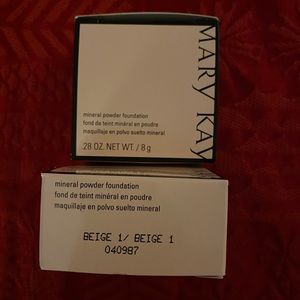 MARY KAY
mineral powder foundation
fond de teint minéral en poudre
maquillaje en polvo suelto mineral
.28 OZ. NET WT. / 8 g
mineral powder foundation
fond de teint minéral en poudre
maquillaje en polvo suelto mineral
BEIGE 1/ BEIGE 1
040987